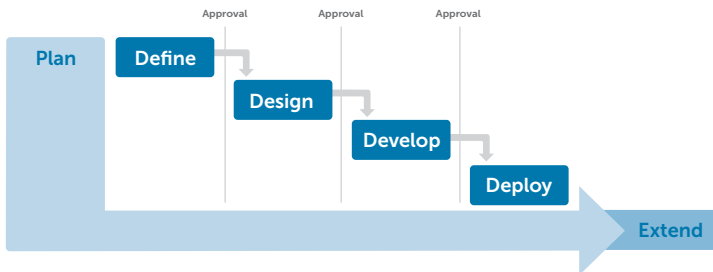 Approval Approval Approval
Plan
Define
Design
Develop
Deploy
Extend